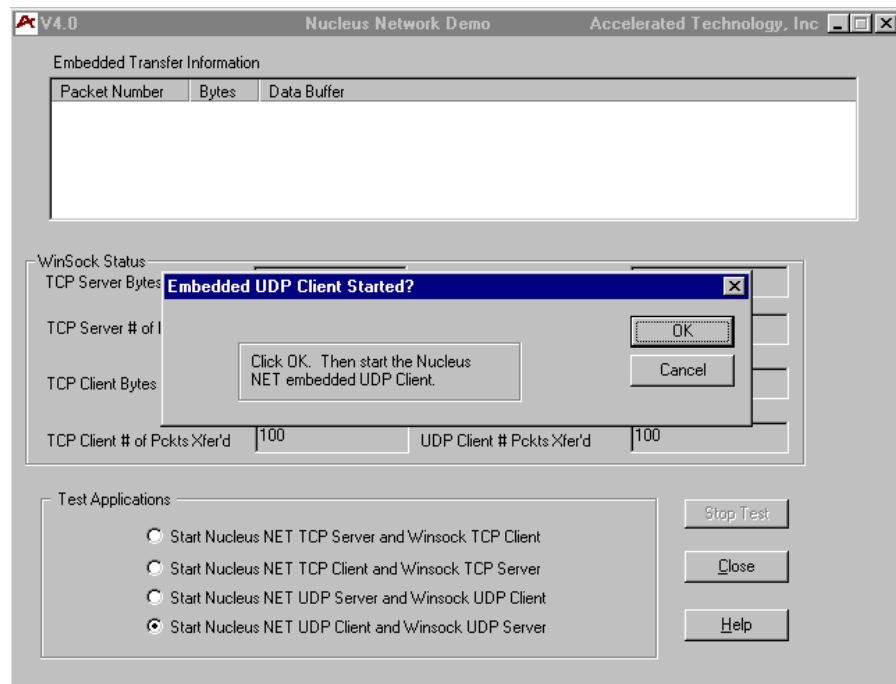 V4.0 Nucleus Network Demo Accelerated Technology, Inc
Embedded Transfer Information
Packet Number Bytes Data Buffer
WinSock Status
TCP Server Bytes
Embedded UDP Client Started?
TCP Server # of
OK
Click OK. Then start the Nucleus
NET embedded UDP Client.
Cancel
TCP Client Bytes
TCP Client # of Pckts Xfer'd 100 UDP Client # Pckts Xfer'd 100
Test Applications
Start Nucleus NET TCP Server and Winsock TCP Client
Stop Test
Start Nucleus NET TCP Client and Winsock TCP Server
Close
Start Nucleus NET UDP Server and Winsock UDP Client
Start Nucleus NET UDP Client and Winsock UDP Server
Help